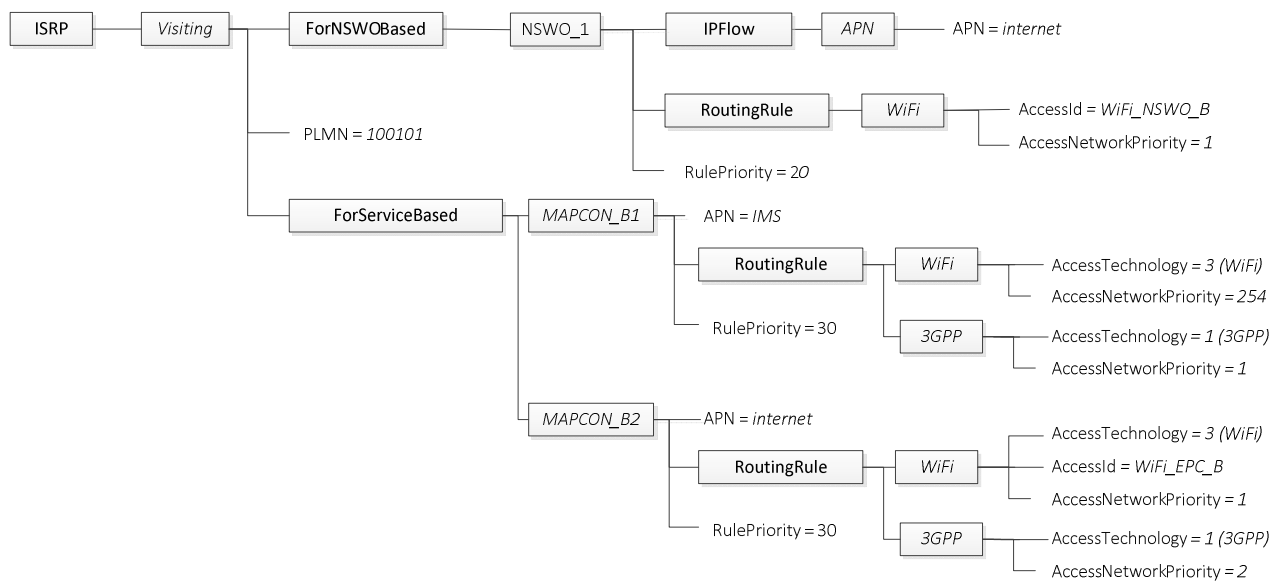 ISRP
Visiting
ForNSWOBased
NSWO_1
IPFlow
APN
APN = internet
RoutingRule
WiFi
AccessId = WiFi_NSWO_B
AccessNetworkPriority = 1
PLMN = 100101
RulePriority = 20
ForServiceBased
MAPCON_B1
APN = IMS
RoutingRule
WiFi
AccessTechnology = 3 (WiFi)
AccessNetworkPriority = 254
RulePriority = 30
3GPP
AccessTechnology = 1 (3GPP)
AccessNetworkPriority = 1
MAPCON_B2
APN = internet
RoutingRule
WiFi
AccessTechnology = 3 (WiFi)
AccessId = WiFi_EPC_B
AccessNetworkPriority = 1
RulePriority = 30
3GPP
AccessTechnology = 1 (3GPP)
AccessNetworkPriority = 2